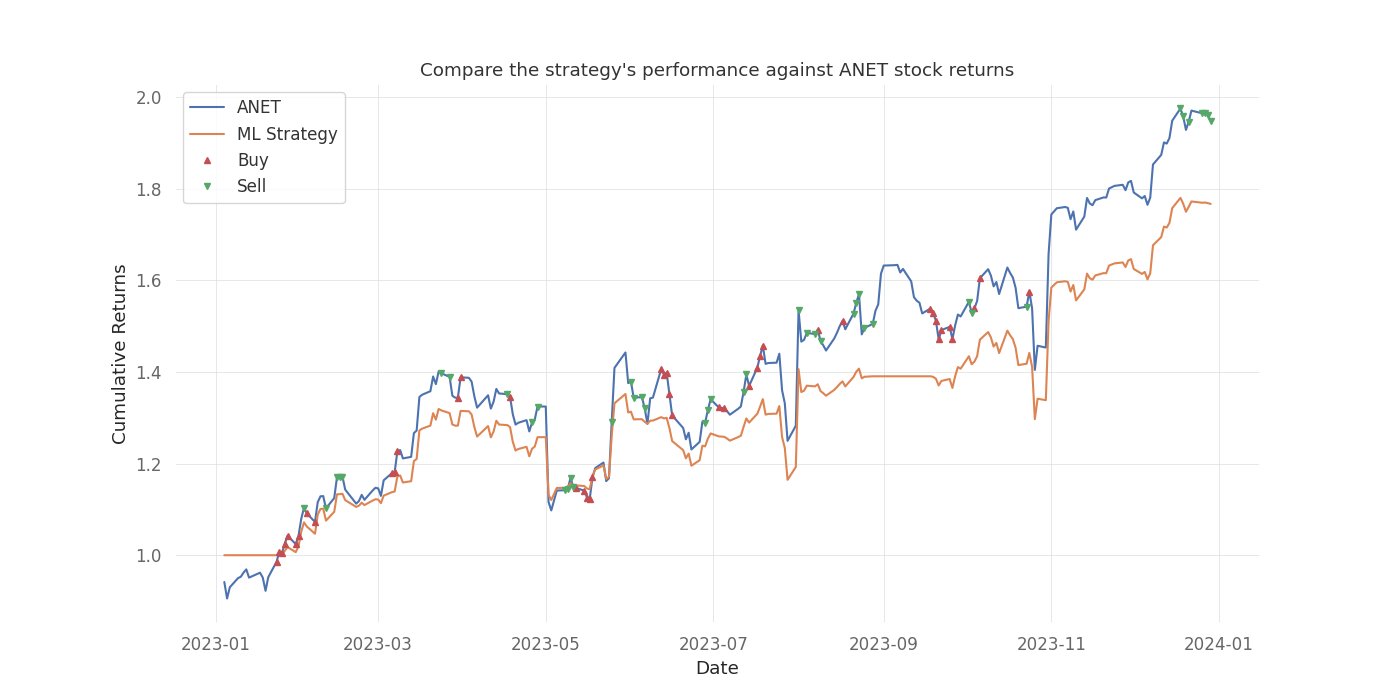 Compare the strategy's performance against ANET stock returns
ANET
ML Strategy
Buy
Sell
Cumulative Returns
2.0
1.8
1.6
1.4
1.2
1.0
2023-01
2023-03
2023-05
2023-07
2023-09
2023-11
2024-01
Date